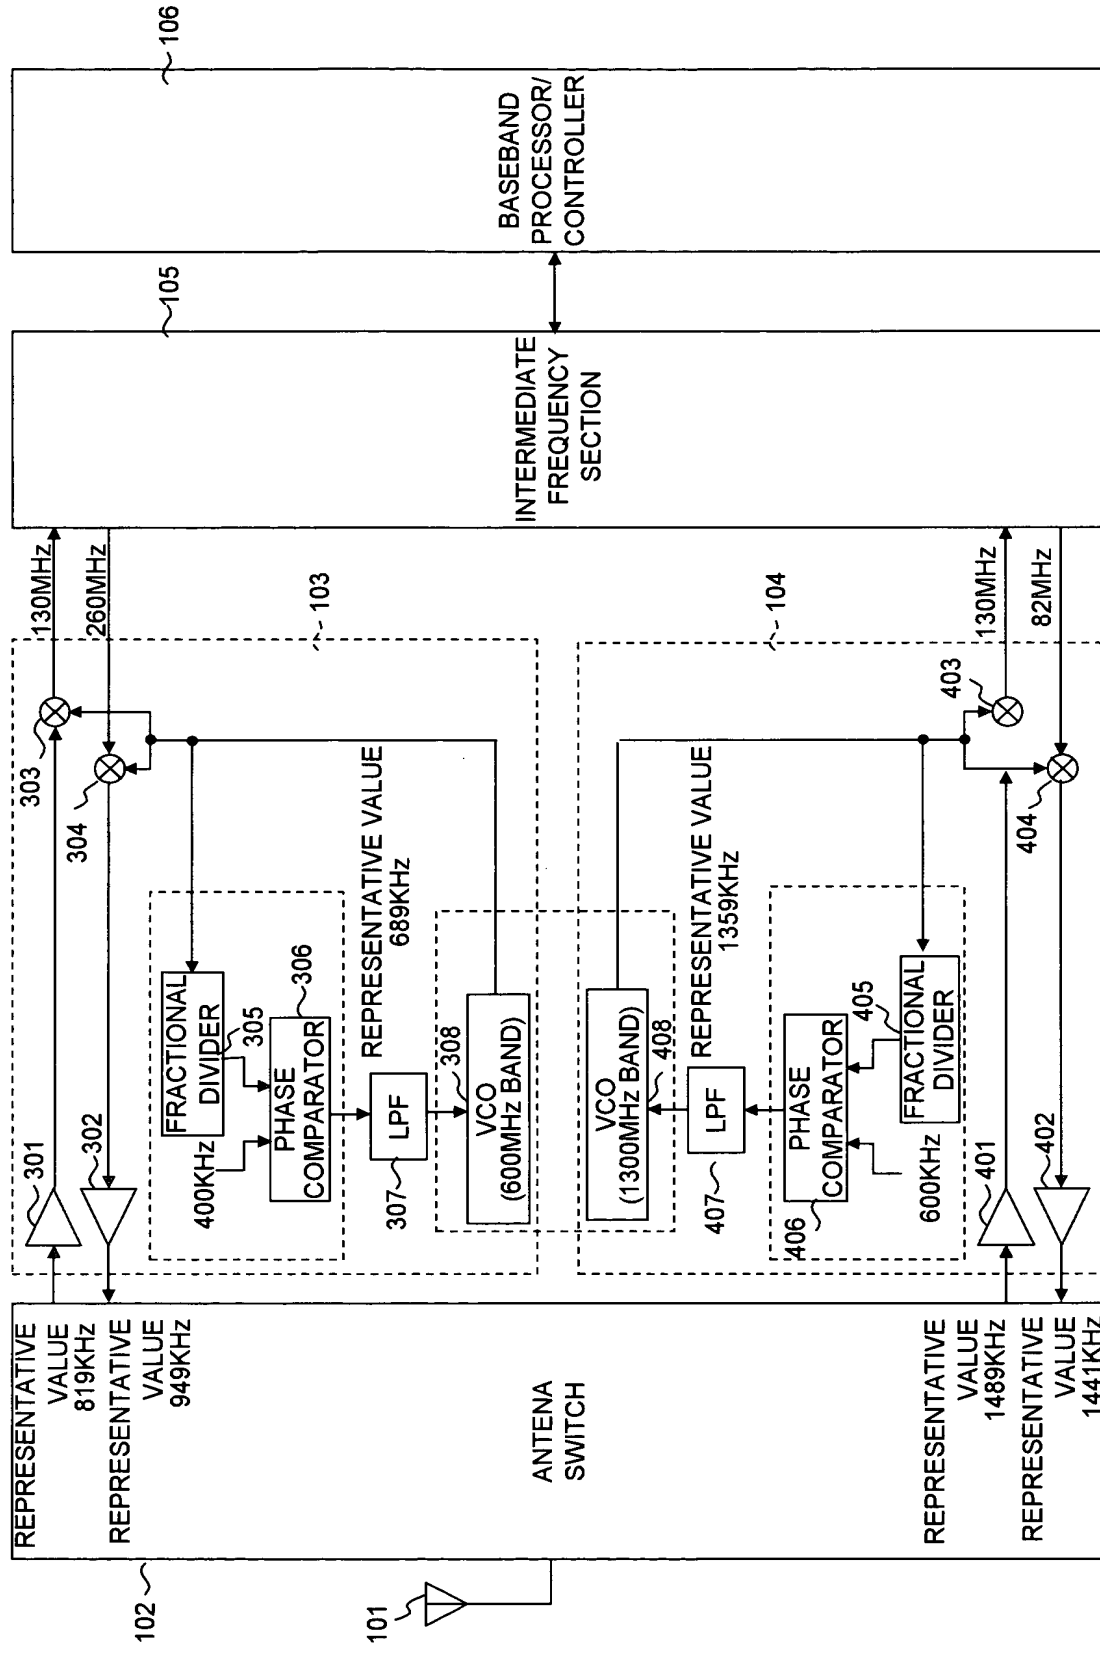 106
BASEBAND
PROCESSOR/
CONTROLLER
105
INTERMEDIATE
FREQUENCY
SECTION
130MHz
260MHz
130MHz
82MHz
103
104
303
304
403
404
FRACTIONAL
DIVIDER
305
400KHz
306
PHASE
COMPARATOR
REPRESENTATIVE VALUE
689KHz
LPF
307
308
VCO
(600MHz BAND)
VCO
(1300MHz BAND)
408
REPRESENTATIVE VALUE
1359KHz
LPF
407
PHASE
COMPARATOR
406
405
FRACTIONAL
DIVIDER
600KHz
301
302
401
402
REPRESENTATIVE
VALUE
819KHz
REPRESENTATIVE
VALUE
949KHz
ANTENA
SWITCH
REPRESENTATIVE
VALUE
1489KHz
REPRESENTATIVE
VALUE
1441KHz
102
101